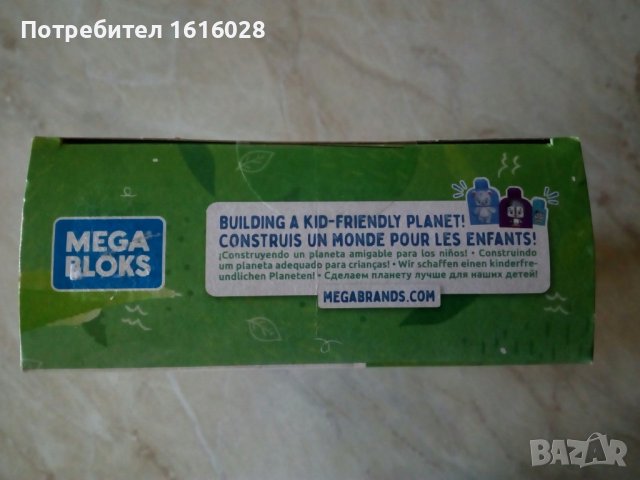 Потребител 1616028
MEGA
BLOKS
BUILDING A KID-FRIENDLY PLANET!
CONSTRUIS UN MONDE POUR LES ENFANTS!
¡Construyendo un planeta amigable para los niños! • Construindo
um planeta adequado para crianças! • Wir schaffen einen kinderfre-
undlichen Planeten! • Сделаем планету лучше для наших детей!
MEGABRANDS.COM
BAZAR